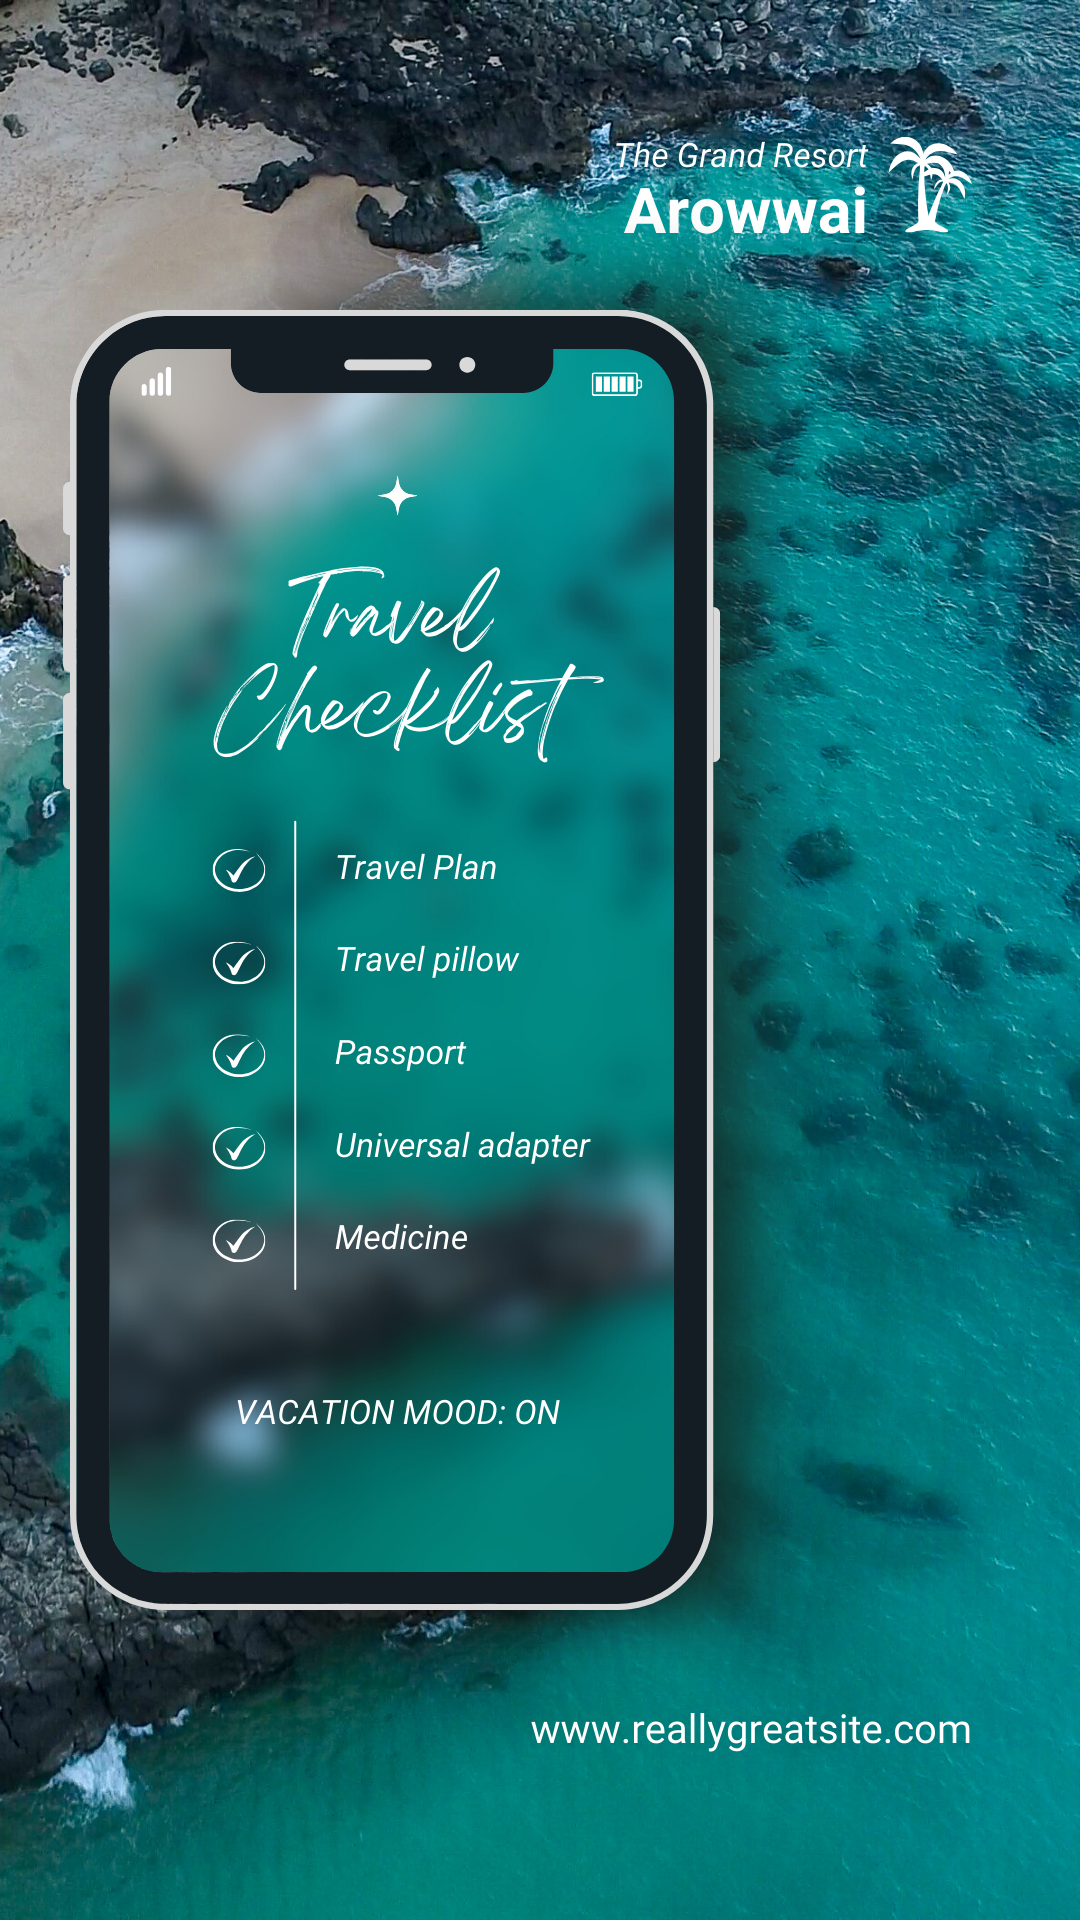 The Grand Resort
Arowwai
Travel
Checklist
Travel Plan
Travel pillow
Passport
Universal adapter
Medicine
VACATION MOOD: ON
www.reallygreatsite.com